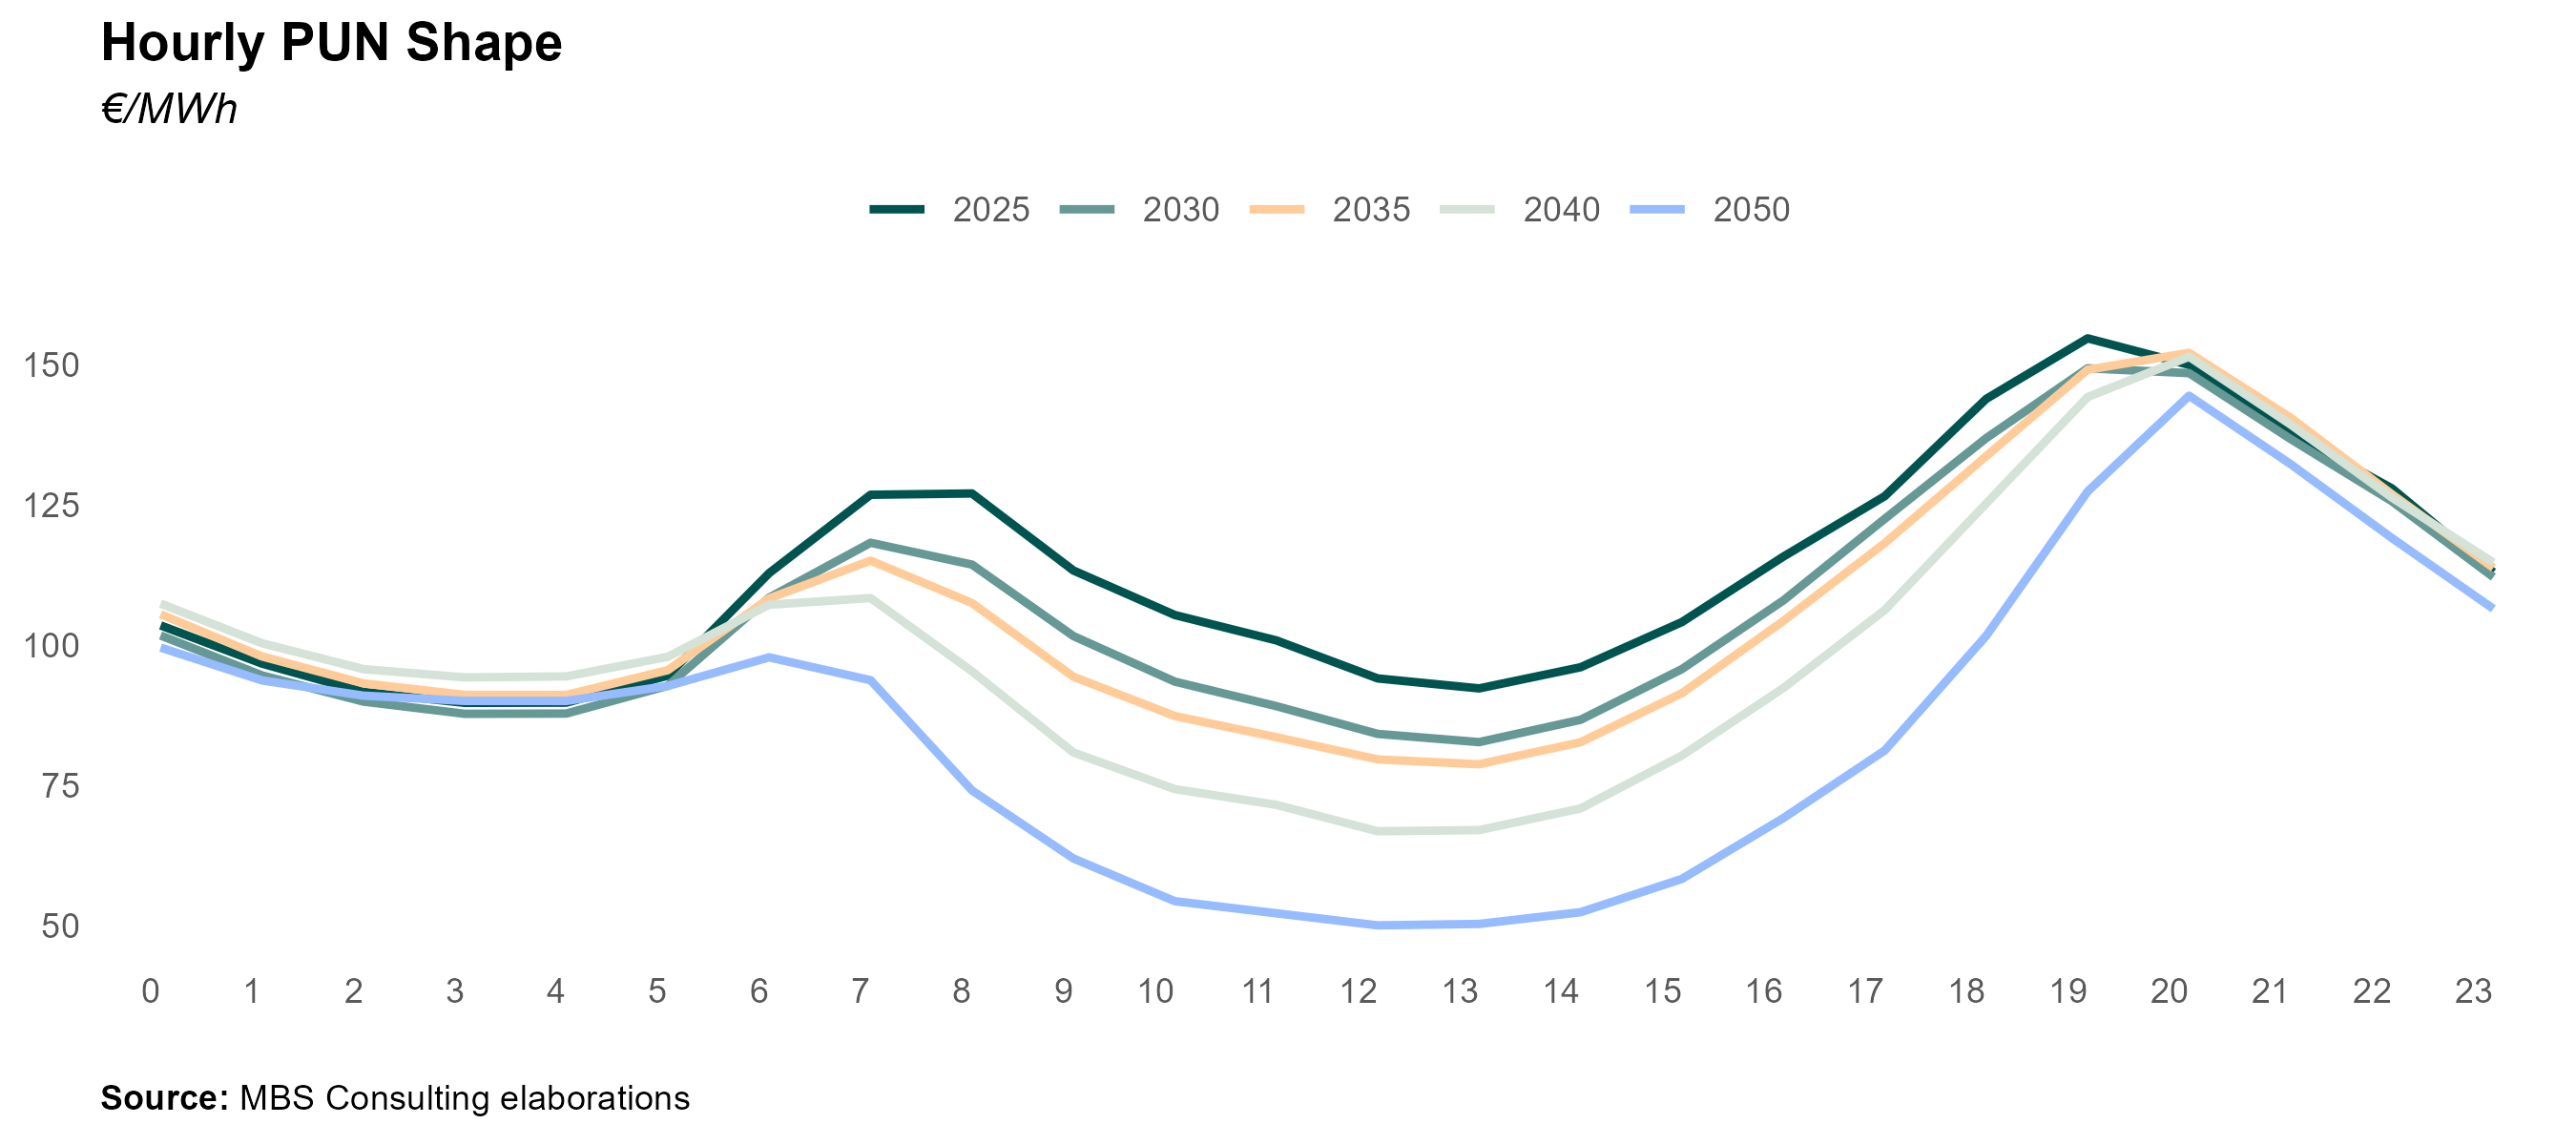 Hourly PUN Shape
€/MWh
2025 2030 2035 2040 2050
150
125
100
75
50
0 1 2 3 4 5 6 7 8 9 10 11 12 13 14 15 16 17 18 19 20 21 22 23
Source: MBS Consulting elaborations